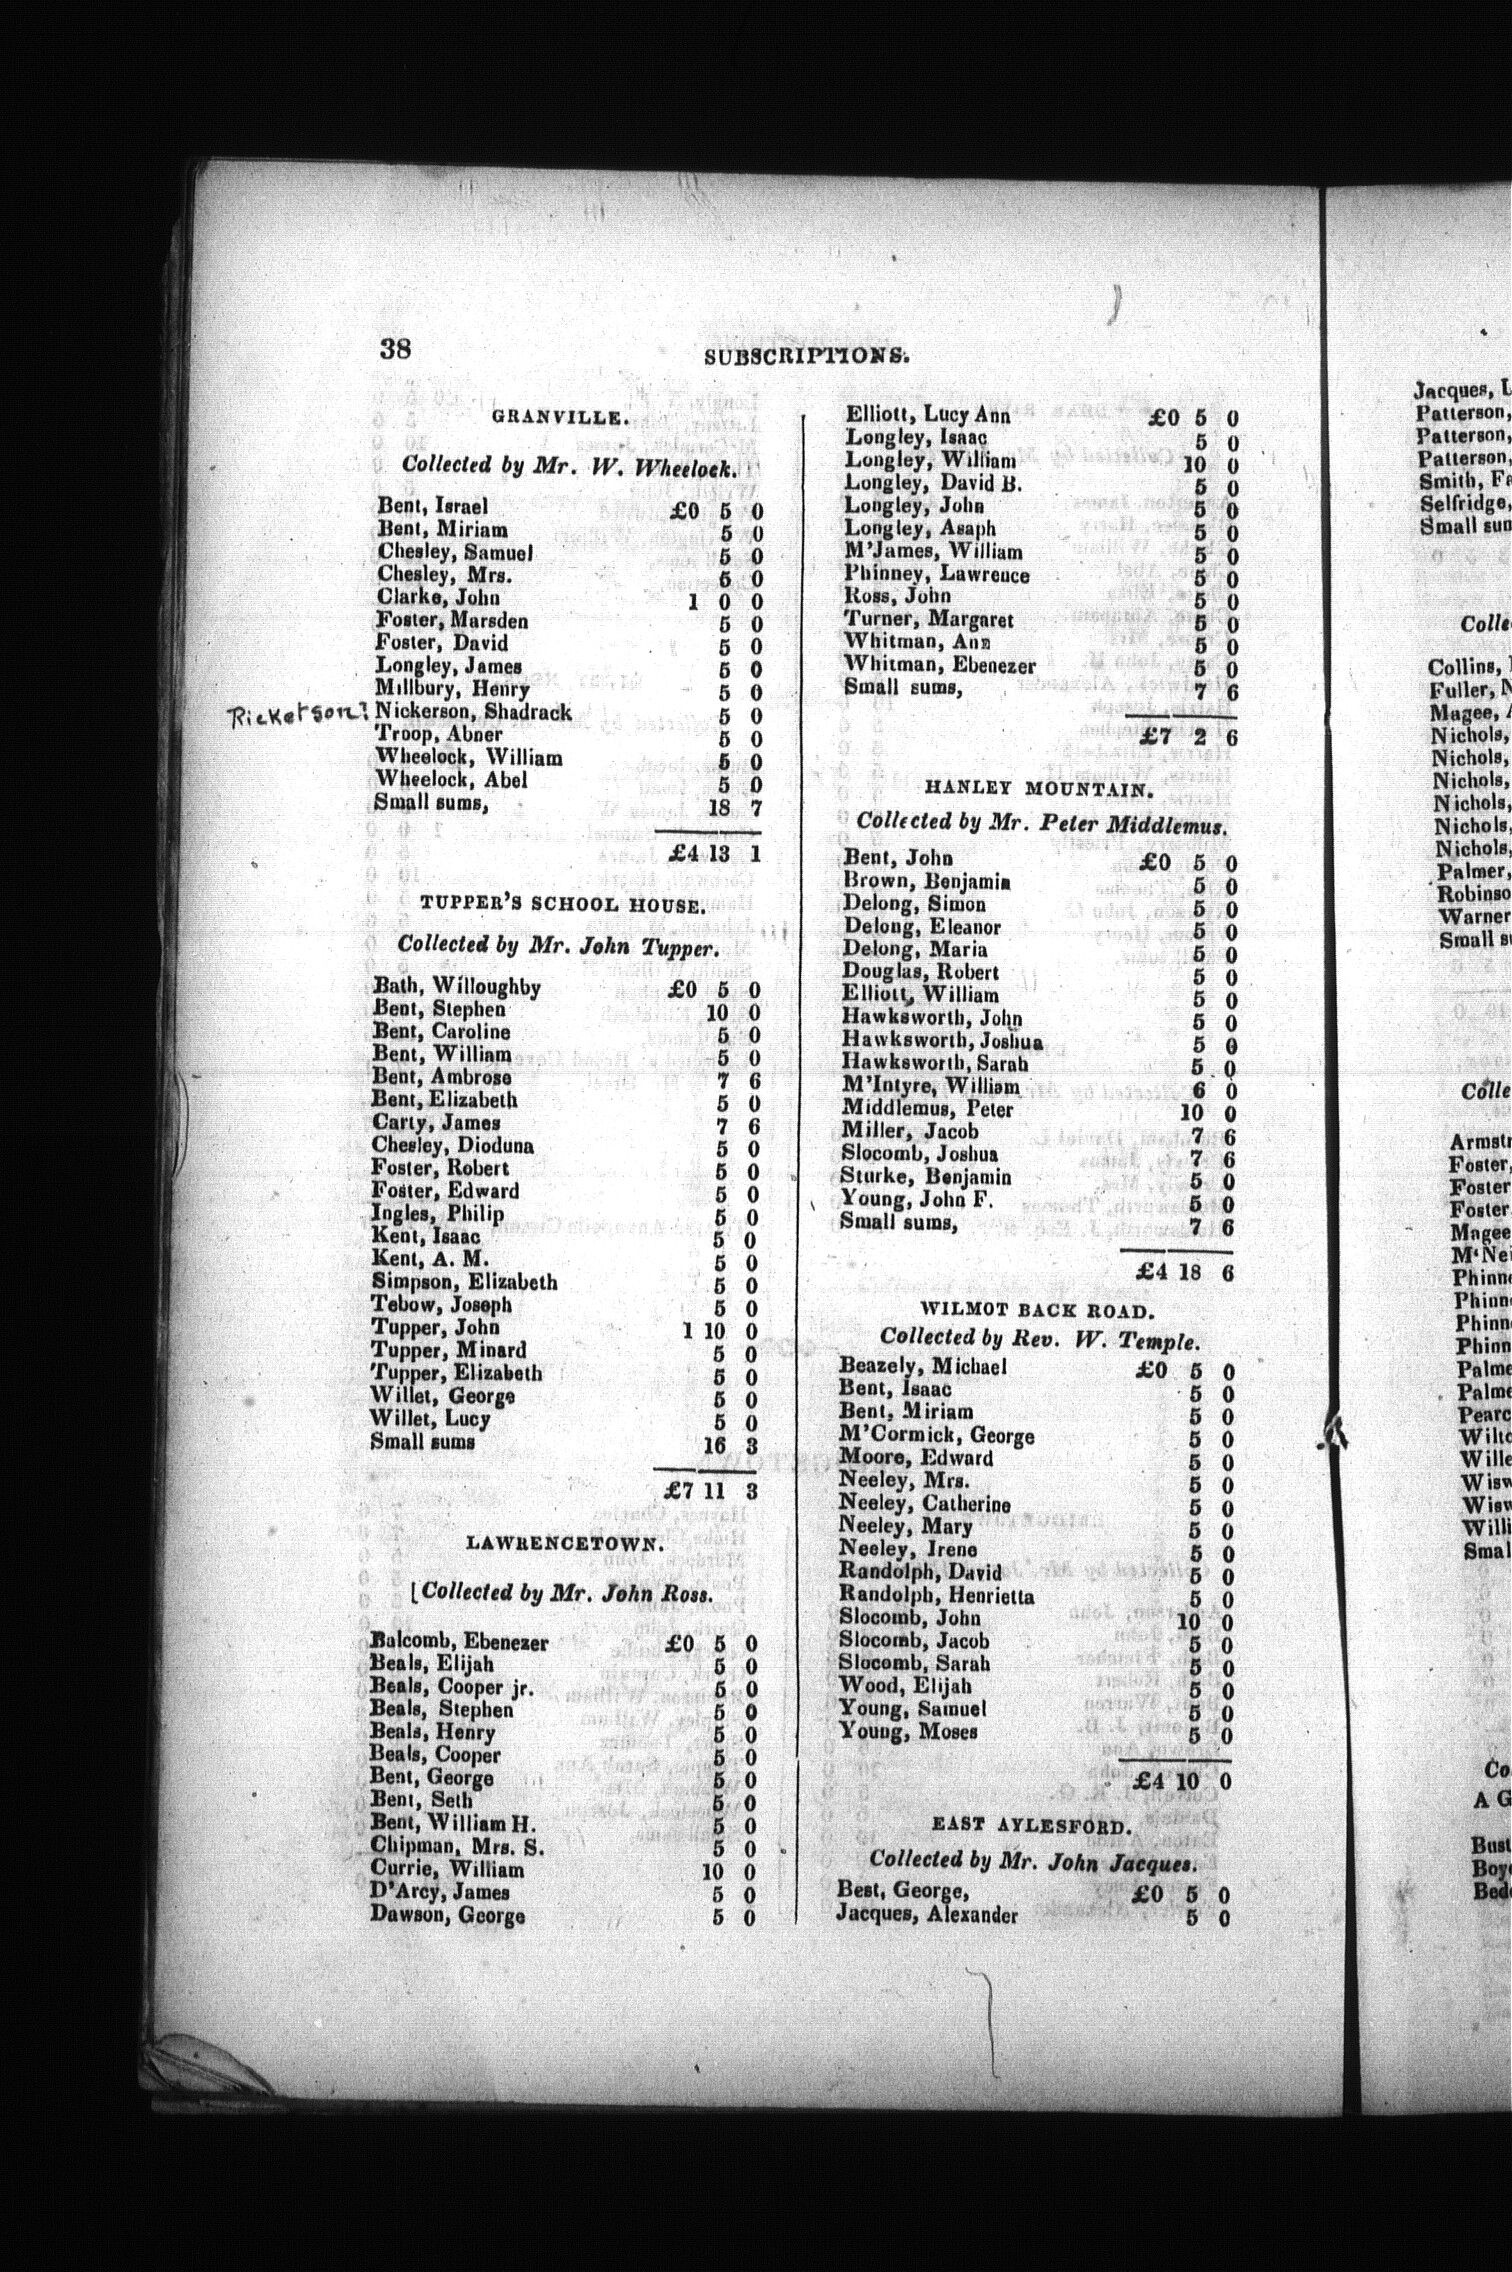 38
SUBSCRIPTIONS.
GRANVILLE.
Collected by Mr. W. Wheelock.
Bent, Israel £0 5 0
Bent, Miriam 5 0
Chesley, Samuel 5 0
Chesley, Mrs. 5 0
Clarke, John 1 0 0
Foster, Marsden 5 0
Foster, David 5 0
Longley, James 5 0
Millbury, Henry 5 0
Ricketson? Nickerson, Shadrack 5 0
Troop, Abner 5 0
Wheelock, William 5 0
Wheelock, Abel 5 0
Small sums, 18 7
£4 13 1
TUPPER'S SCHOOL HOUSE.
Collected by Mr. John Tupper.
Bath, Willoughby £0 5 0
Bent, Stephen 10 0
Bent, Caroline 5 0
Bent, William 5 0
Bent, Ambrose 7 6
Bent, Elizabeth 5 0
Carty, James 7 6
Chesley, Dioduna 5 0
Foster, Robert 5 0
Foster, Edward 5 0
Ingles, Philip 5 0
Kent, Isaac 5 0
Kent, A. M. 5 0
Simpson, Elizabeth 5 0
Tebow, Joseph 5 0
Tupper, John 1 10 0
Tupper, Minard 5 0
Tupper, Elizabeth 5 0
Willet, George 5 0
Willet, Lucy 5 0
Small sums 16 3
£7 11 3
LAWRENCETOWN.
[Collected by Mr. John Ross.
Balcomb, Ebenezer £0 5 0
Beals, Elijah 5 0
Beals, Cooper jr. 5 0
Beals, Stephen 5 0
Beals, Henry 5 0
Beals, Cooper 5 0
Bent, George 5 0
Bent, Seth 5 0
Bent, William H. 5 0
Chipman, Mrs. S. 5 0
Currie, William 10 0
D'Arcy, James 5 0
Dawson, George 5 0
Elliott, Lucy Ann £0 5 0
Longley, Isaac 5 0
Longley, William 10 0
Longley, David B. 5 0
Longley, John 5 0
Longley, Asaph 5 0
M'James, William 5 0
Phinney, Lawrence 5 0
Ross, John 5 0
Turner, Margaret 5 0
Whitman, Ann 5 0
Whitman, Ebenezer 5 0
Small sums, 7 6
£7 2 6
HANLEY MOUNTAIN.
Collected by Mr. Peter Middlemus.
Bent, John £0 5 0
Brown, Benjamin 5 0
Delong, Simon 5 0
Delong, Eleanor 5 0
Delong, Maria 5 0
Douglas, Robert 5 0
Elliott, William 5 0
Hawksworth, John 5 0
Hawksworth, Joshua 5 0
Hawksworth, Sarah 5 0
M'Intyre, William 6 0
Middlemus, Peter 10 0
Miller, Jacob 7 6
Slocomb, Joshua 7 6
Sturke, Benjamin 5 0
Young, John F. 5 0
Small sums, 7 6
£4 18 6
WILMOT BACK ROAD.
Collected by Rev. W. Temple.
Beazely, Michael £0 5 0
Bent, Isaac 5 0
Bent, Miriam 5 0
M'Cormick, George 5 0
Moore, Edward 5 0
Neeley, Mrs. 5 0
Neeley, Catherine 5 0
Neeley, Mary 5 0
Neeley, Irene 5 0
Randolph, David 5 0
Randolph, Henrietta 5 0
Slocomb, John 10 0
Slocomb, Jacob 5 0
Slocomb, Sarah 5 0
Wood, Elijah 5 0
Young, Samuel 5 0
Young, Moses 5 0
£4 10 0
EAST AYLESFORD.
Collected by Mr. John Jacques.
Best, George, £0 5 0
Jacques, Alexander 5 0
Jacques,
Patterson,
Patterson,
Patterson,
Smith,
Selfridge,
Small
Collins,
Fuller,
Magee,
Nichols,
Nichols,
Nichols,
Nichols,
Nichols,
Nichols,
Palmer,
Warner
Small
Foster,
Foster
Foster
Magee
A